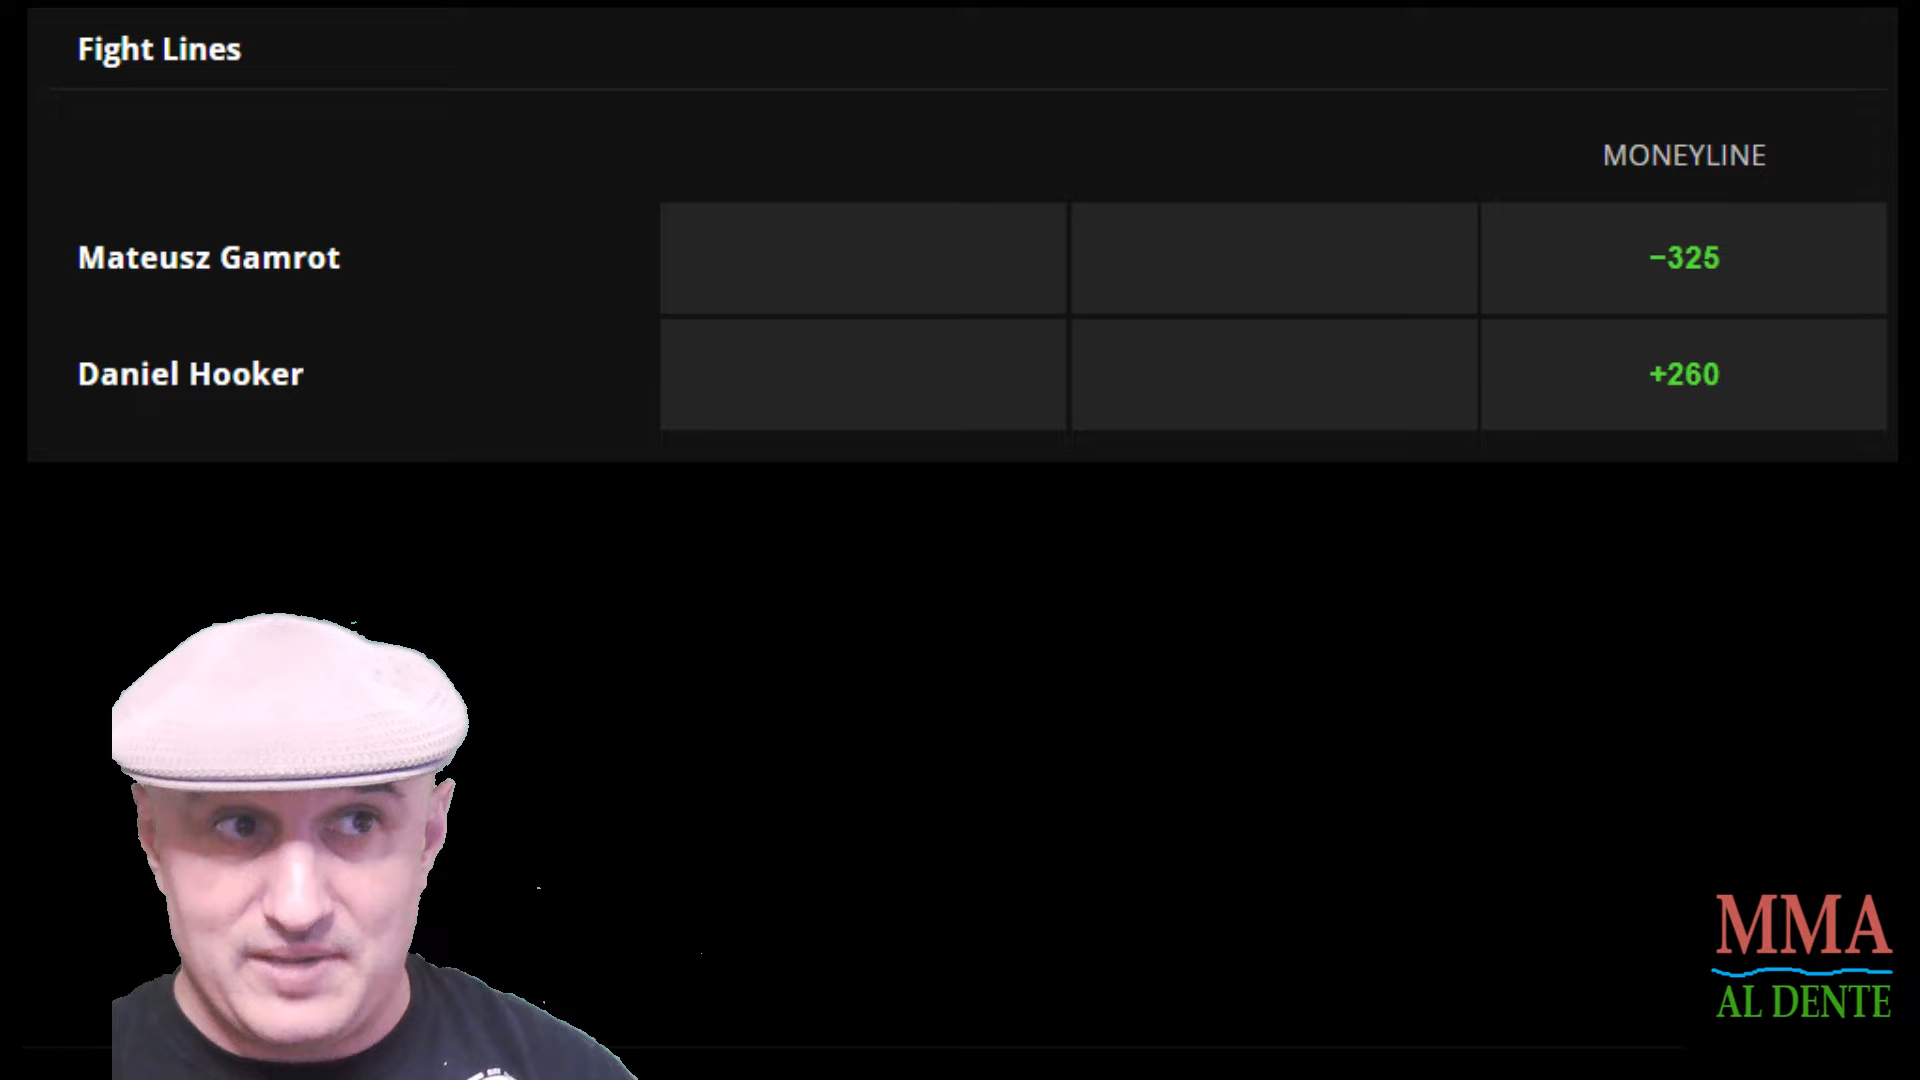 Fight Lines
MONEYLINE
Mateusz Gamrot
−325
Daniel Hooker
+260
MMA
AL DENTE